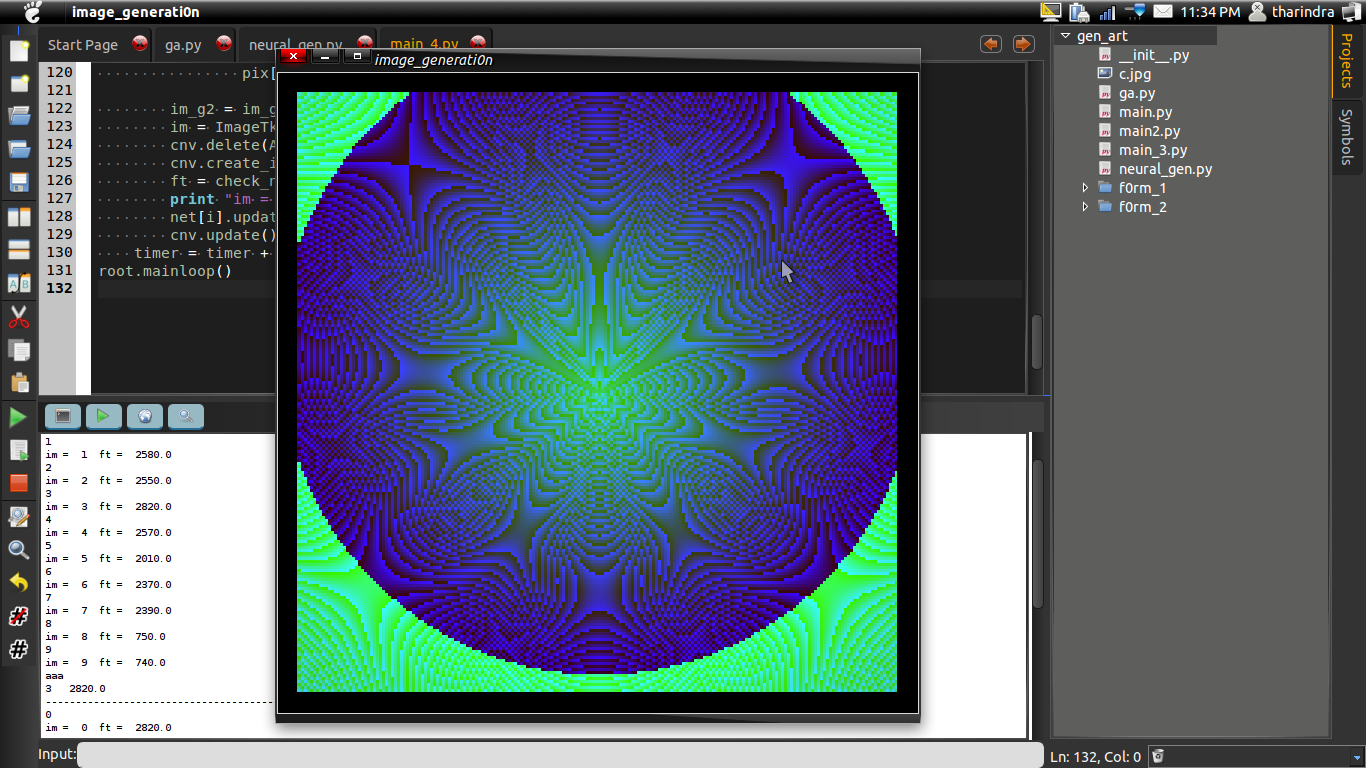 image_generati0n
11:34 PM tharindra
Start Page ga.py neural_gen.py main_4.py
image_generati0n
120 pix[
121
122 im_g2 = im_g
123 im = ImageTk
124 cnv.delete(A
125 cnv.create_i
126 ft = check_n
127 print "im =
128 net[i].updat
129 cnv.update()
130 timer = timer +
131 root.mainloop()
132
1
im = 1 ft = 2580.0
2
im = 2 ft = 2550.0
3
im = 3 ft = 2820.0
4
im = 4 ft = 2570.0
5
im = 5 ft = 2010.0
6
im = 6 ft = 2370.0
7
im = 7 ft = 2390.0
8
im = 8 ft = 750.0
9
im = 9 ft = 740.0
aaa
3 2820.0
----------------------------------------
0
im = 0 ft = 2820.0
Input:
gen_art
__init__.py
c.jpg
ga.py
main.py
main2.py
main_3.py
neural_gen.py
f0rm_1
f0rm_2
Projects
Symbols
Ln: 132, Col: 0